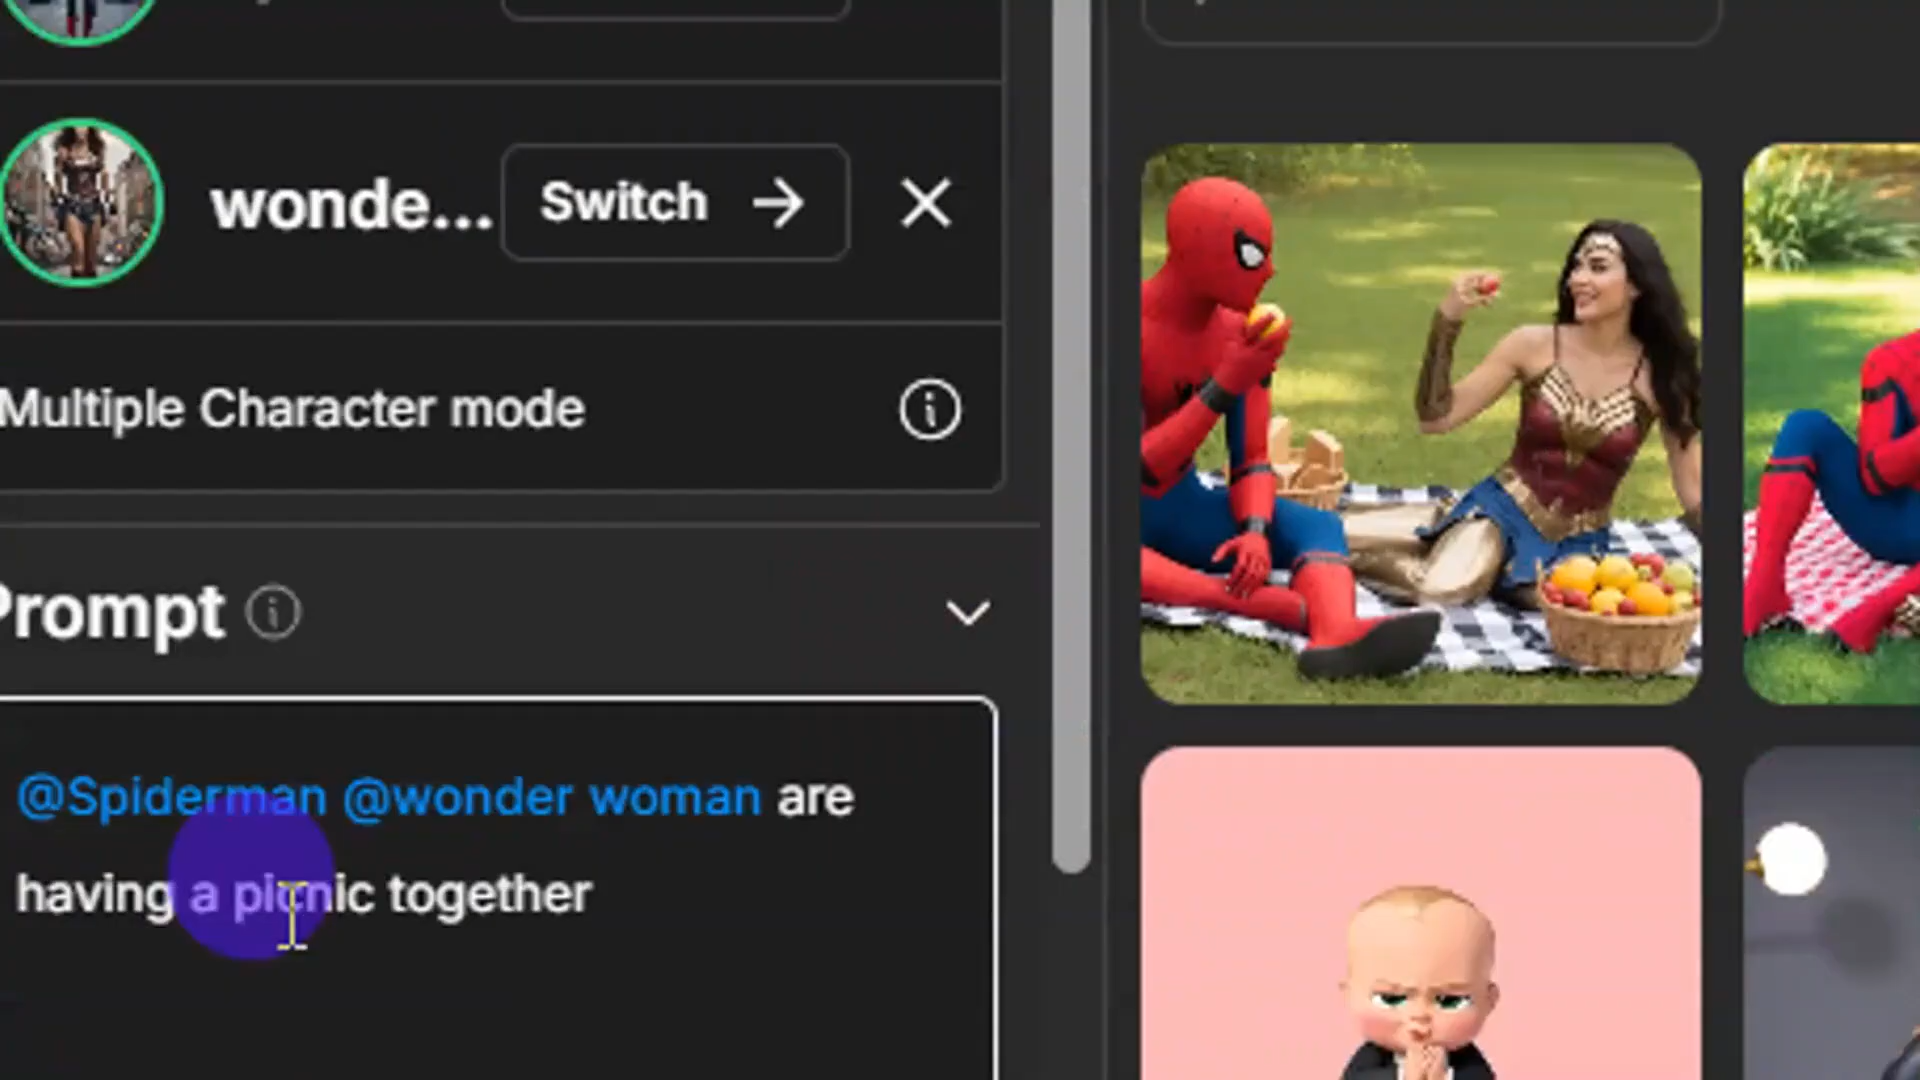 wonde...
Switch →
Multiple Character mode
Prompt
@Spiderman @wonder woman are
having a picnic together